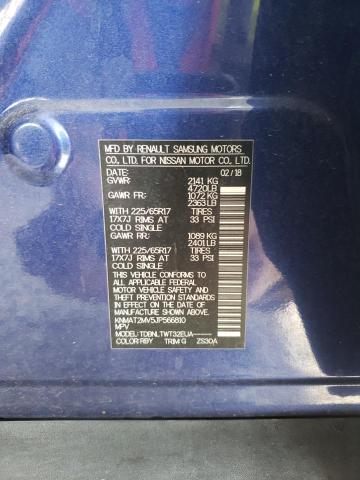 MFD BY RENAULT SAMSUNG MOTORS
CO., LTD. FOR NISSAN MOTOR CO., LTD.
DATE: 02/18
GVWR: 2141 KG
4720LB
GAWR FR: 1072 KG
2363LB
WITH 225/65R17 TIRES
17X7J RIMS AT 33 PSI
COLD SINGLE
GAWR RR: 1089 KG
2401LB
WITH 225/65R17 TIRES
17X7J RIMS AT 33 PSI
COLD SINGLE
THIS VEHICLE CONFORMS TO ALL
APPLICABLE FEDERAL MOTOR
VEHICLE SAFETY STANDARDS
IN EFFECT ON THE DATE OF
MANUFACTURE SHOWN ABOVE.
KNMAT2MV5JP566810
MPV
MODEL: TDBNLTWT32EUA-----
COLOR:RBY TRIM G ZS30A